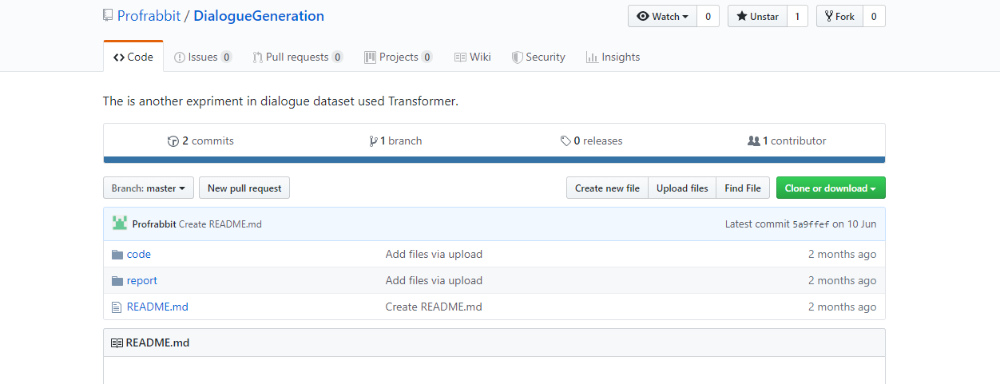 Profrabbit / DialogueGeneration
Watch 0 Unstar 1 Fork 0
Code Issues 0 Pull requests 0 Projects 0 Wiki Security Insights
The is another expriment in dialogue dataset used Transformer.
2 commits 1 branch 0 releases 1 contributor
Branch: master New pull request Create new file Upload files Find File Clone or download
Profrabbit Create README.md Latest commit 5a9ffef on 10 Jun
code Add files via upload 2 months ago
report Add files via upload 2 months ago
README.md Create README.md 2 months ago
README.md